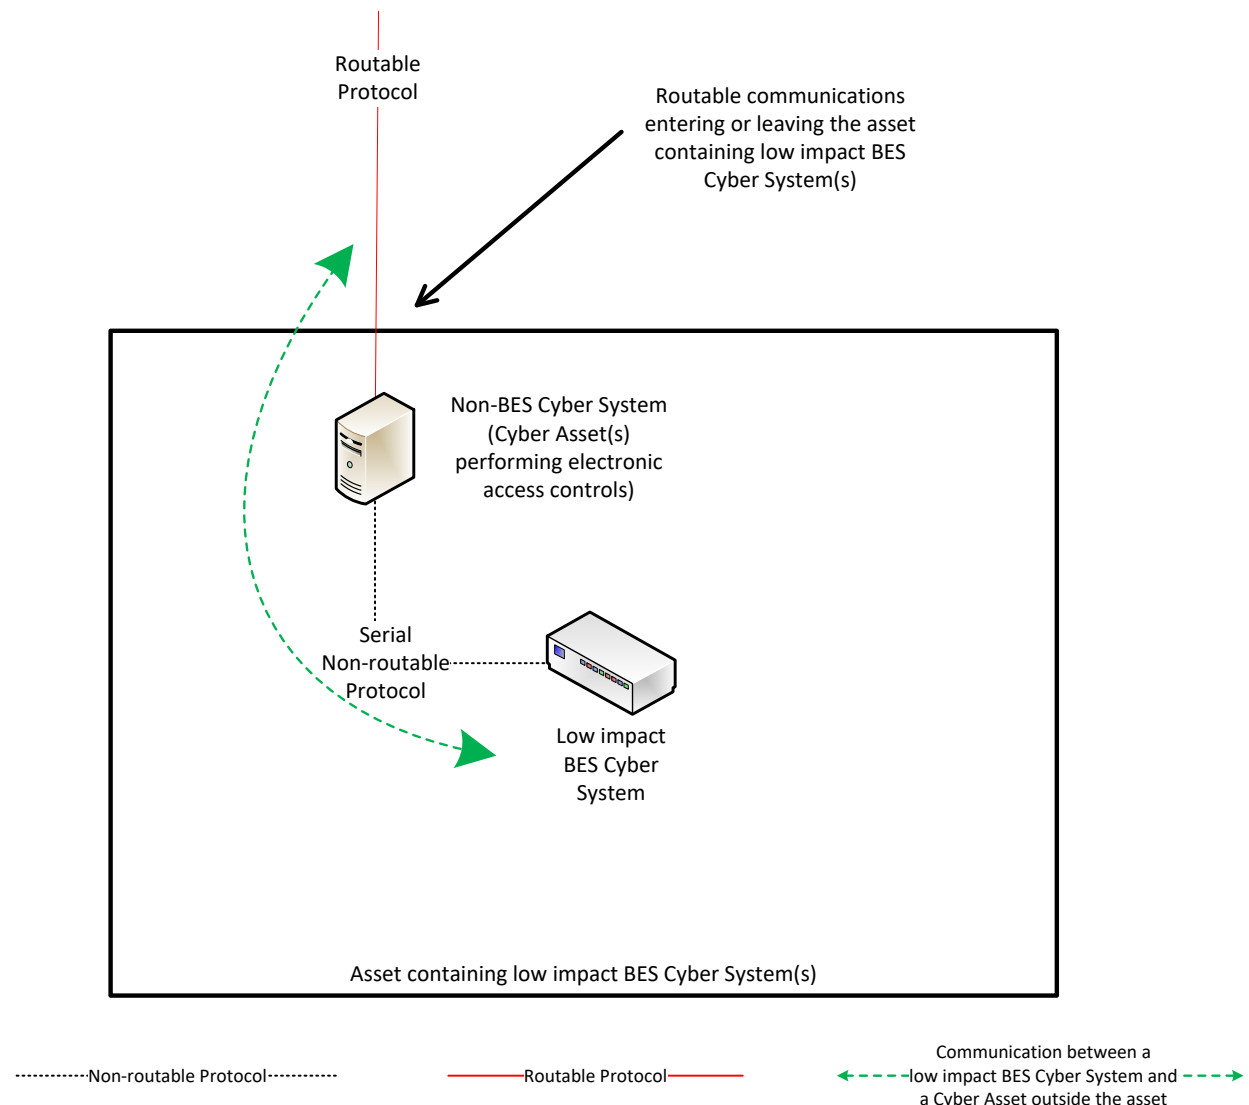 Routable
Protocol
Routable communications
entering or leaving the asset
containing low impact BES
Cyber System(s)
Non-BES Cyber System
(Cyber Asset(s)
performing electronic
access controls)
Serial
Non-routable
Protocol
Low impact
BES Cyber
System
Asset containing low impact BES Cyber System(s)
Non-routable Protocol
Routable Protocol
Communication between a
low impact BES Cyber System and
a Cyber Asset outside the asset